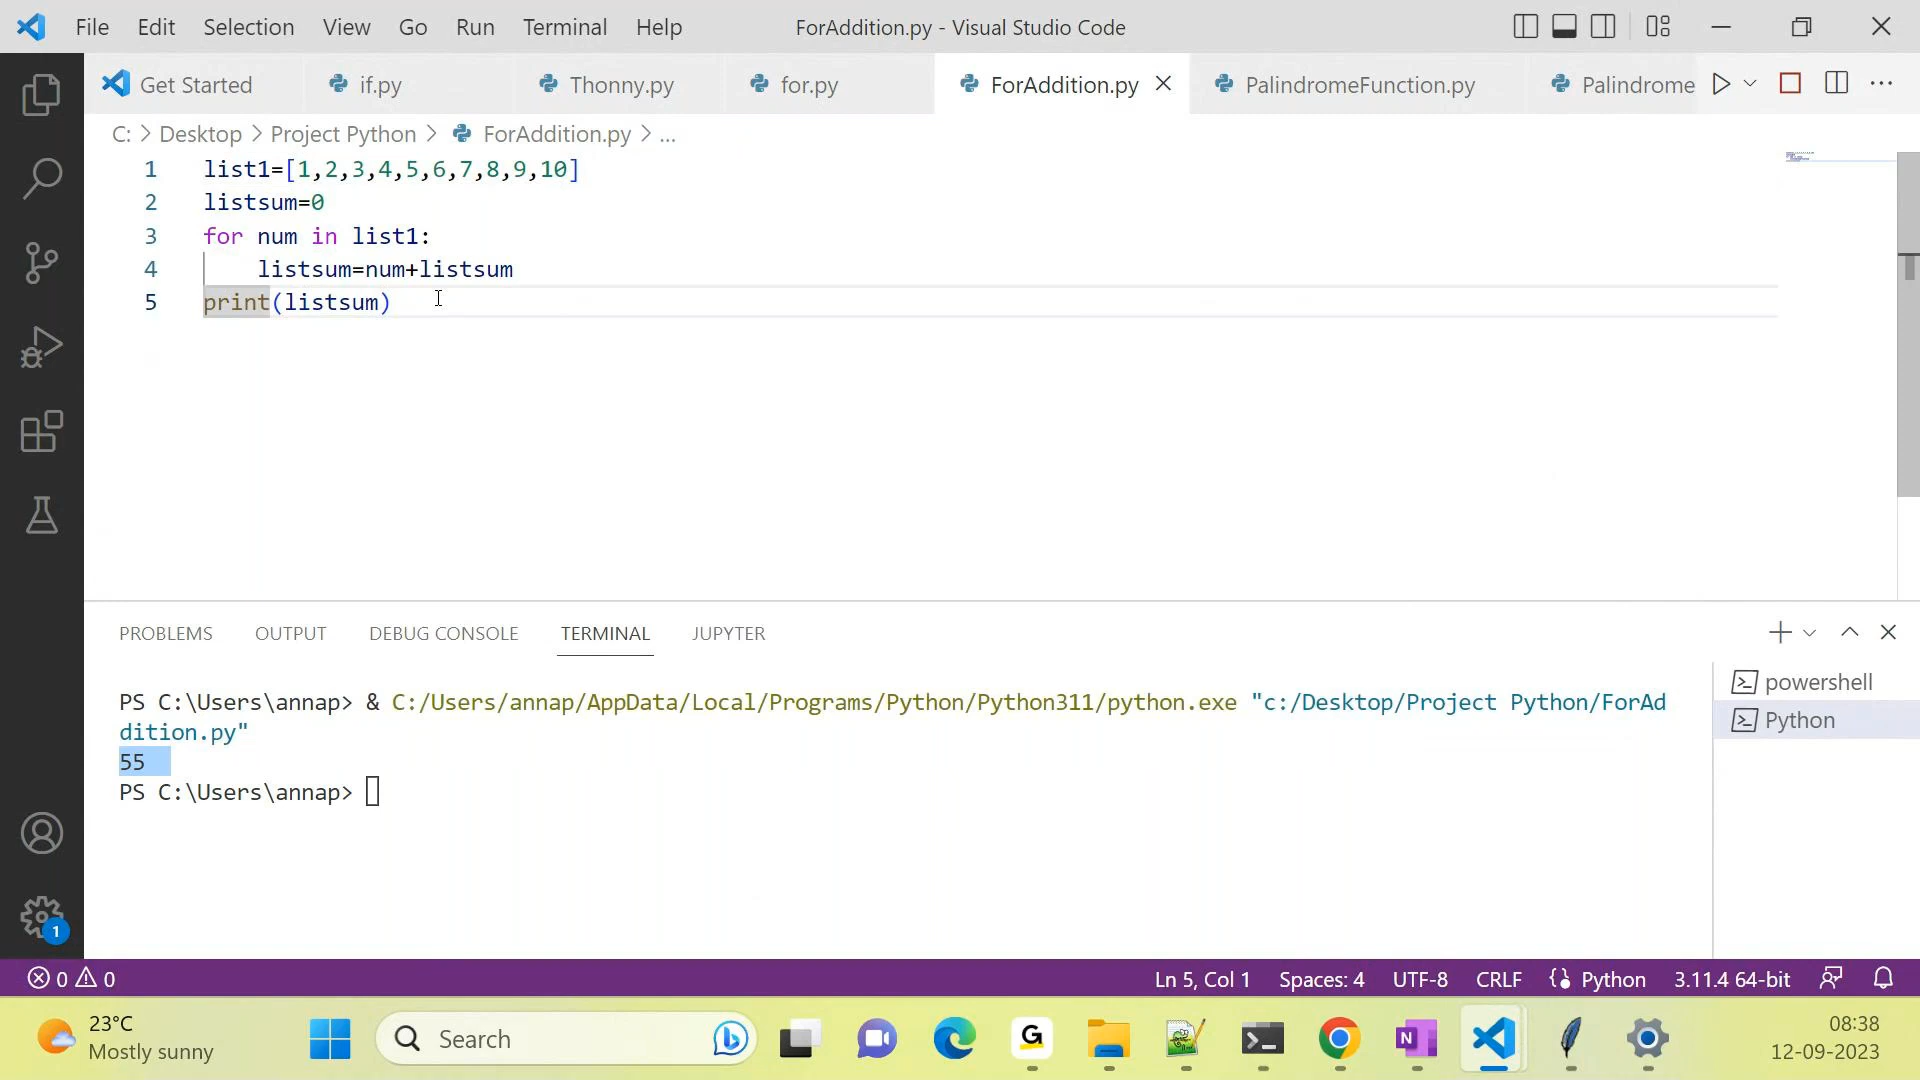 File Edit Selection View Go Run Terminal Help ForAddition.py - Visual Studio Code
Get Started if.py Thonny.py for.py ForAddition.py PalindromeFunction.py Palindrome
C: > Desktop > Project Python > ForAddition.py > ...
1 list1=[1,2,3,4,5,6,7,8,9,10]
2 listsum=0
3 for num in list1:
4 listsum=num+listsum
5 print(listsum)
PROBLEMS OUTPUT DEBUG CONSOLE TERMINAL JUPYTER
PS C:\Users\annap> & C:/Users/annap/AppData/Local/Programs/Python/Python311/python.exe "c:/Desktop/Project Python/ForAd
dition.py"
55
PS C:\Users\annap>
powershell
Python
1
0 0 Ln 5, Col 1 Spaces: 4 UTF-8 CRLF Python 3.11.4 64-bit
23°C
Mostly sunny
Search
G
N
08:38
12-09-2023